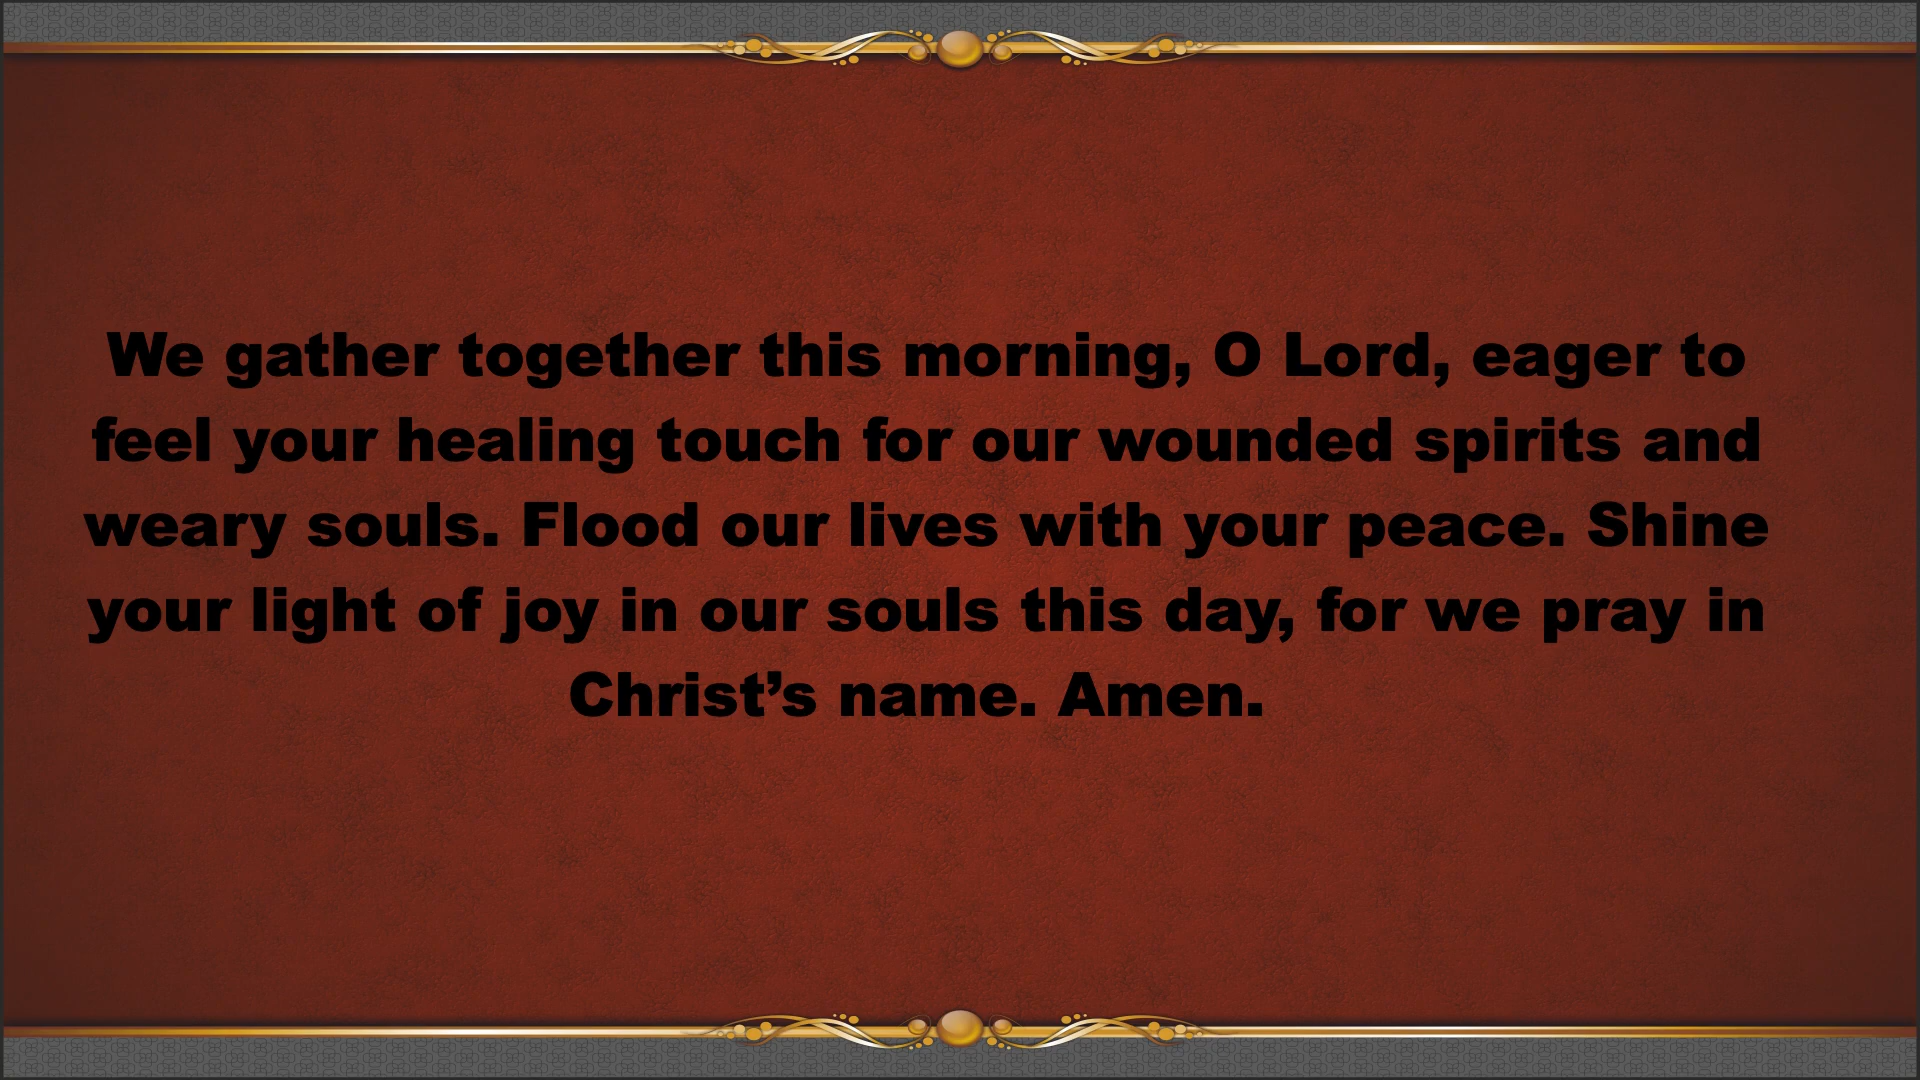 We gather together this morning, O Lord, eager to
feel your healing touch for our wounded spirits and
weary souls. Flood our lives with your peace. Shine
your light of joy in our souls this day, for we pray in
Christ’s name. Amen.